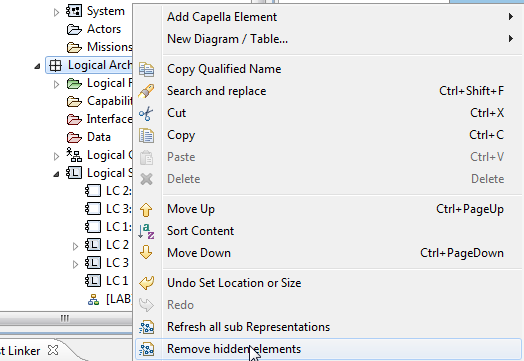 System
Actors
Missions
Logical Arch
Logical F
Capabili
Interface
Data
Logical C
Logical S
LC 2:
LC 3:
LC 1:
LC 2
LC 3
LC 1
[LAB
st Linker
Add Capella Element
New Diagram / Table...
Copy Qualified Name
Search and replace Ctrl+Shift+F
Cut Ctrl+X
Copy Ctrl+C
Paste Ctrl+V
Delete Delete
Move Up Ctrl+PageUp
Sort Content
Move Down Ctrl+PageDown
Undo Set Location or Size
Redo
Refresh all sub Representations
Remove hidden elements